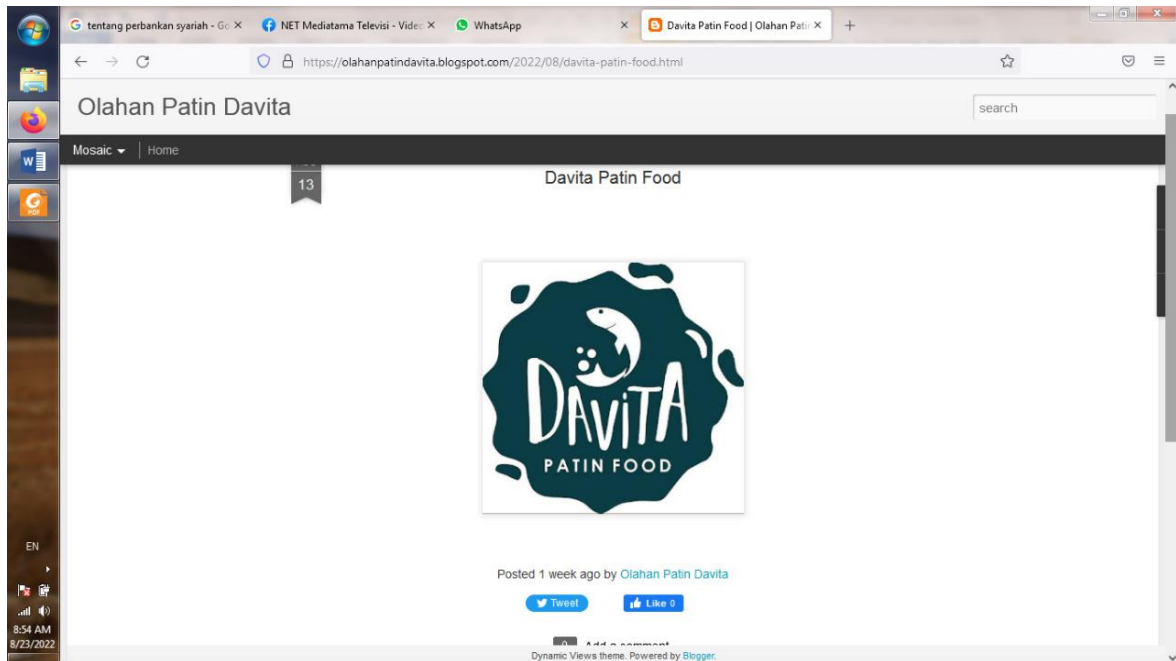 tentang perbankan syariah - Go
NET Mediatama Televisi - Video
WhatsApp
Davita Patin Food | Olahan Patin
https://olahanpatindavita.blogspot.com/2022/08/davita-patin-food.html
Olahan Patin Davita
search
Mosaic
Home
13
Davita Patin Food
DAVITA
PATIN FOOD
Posted 1 week ago by Olahan Patin Davita
Tweet
Like 0
0 Add a comment
Dynamic Views theme. Powered by Blogger.
W
PDF
EN
8:54 AM
8/23/2022